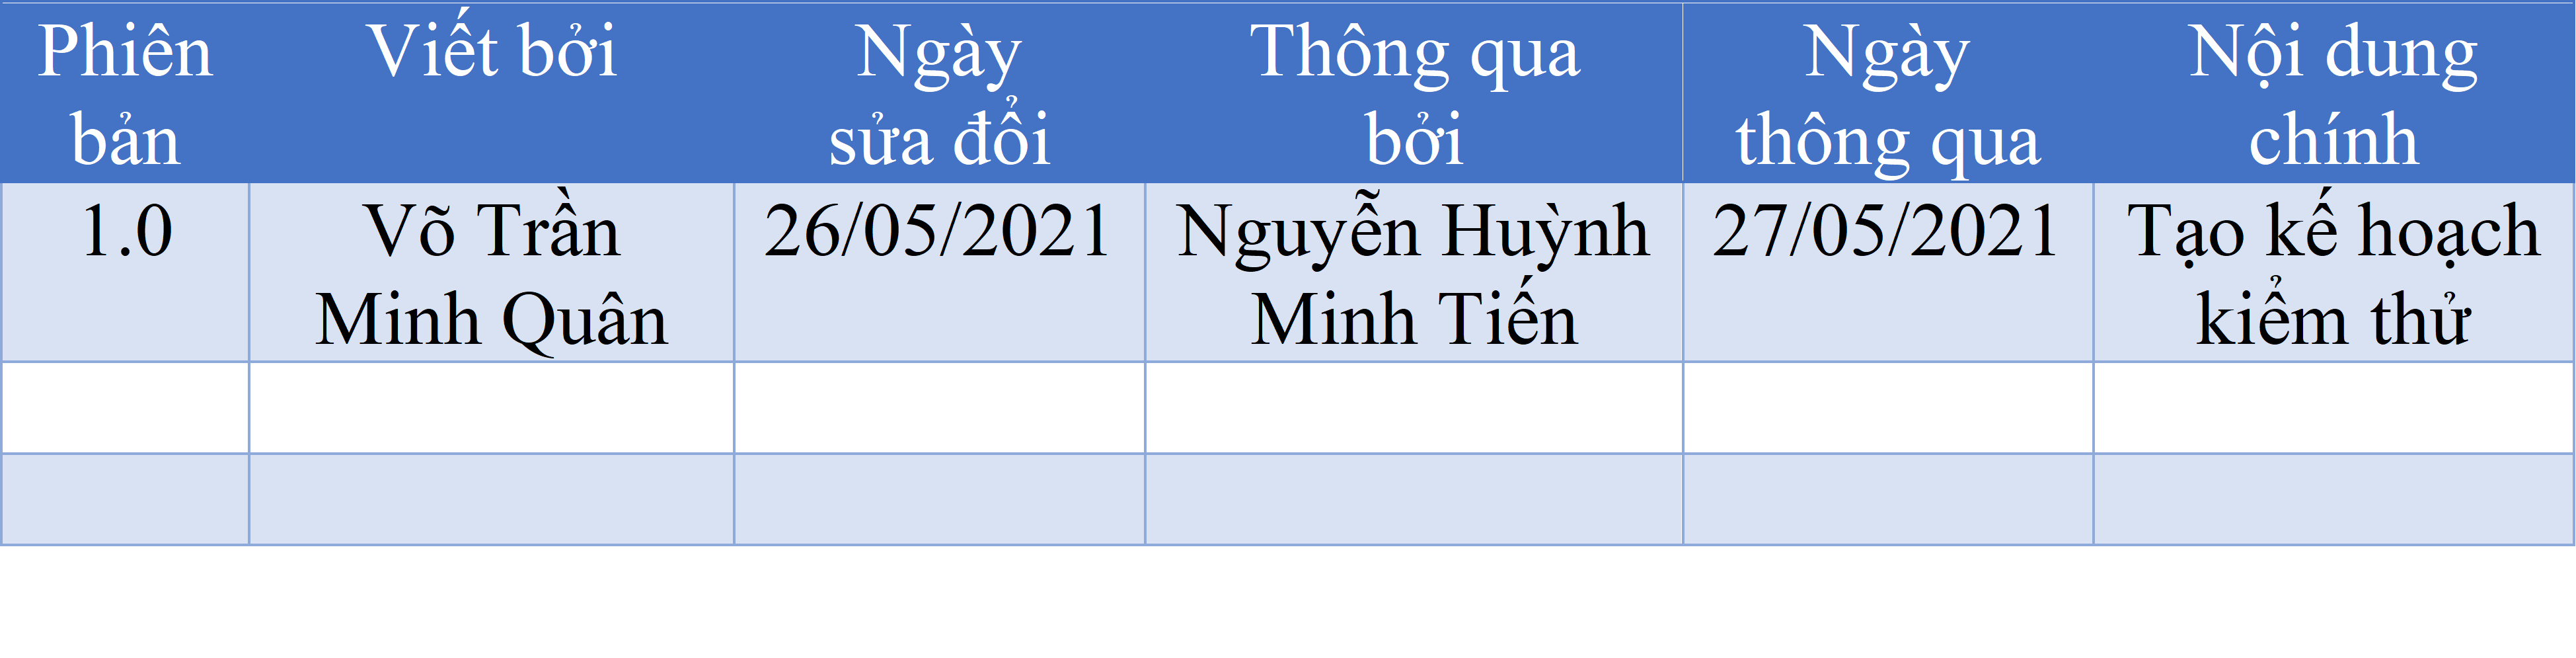 Phiên bản
Viết bởi
Ngày sửa đổi
Thông qua bởi
Ngày thông qua
Nội dung chính
1.0
Võ Trần Minh Quân
26/05/2021
Nguyễn Huỳnh Minh Tiến
27/05/2021
Tạo kế hoạch kiểm thử